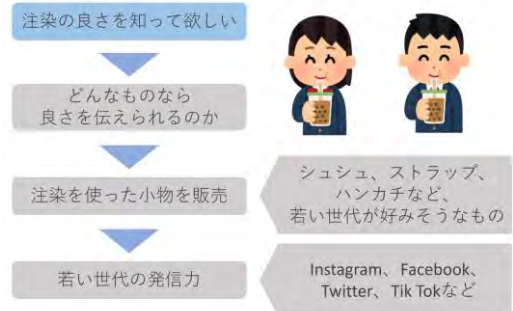 注染の良さを知って欲しい
どんなものなら
良さを伝えられるのか
注染を使った小物を販売
シュシュ、ストラップ、
ハンカチなど、
若い世代が好みそうなもの
若い世代の発信力
Instagram、Facebook、
Twitter、Tik Tokなど